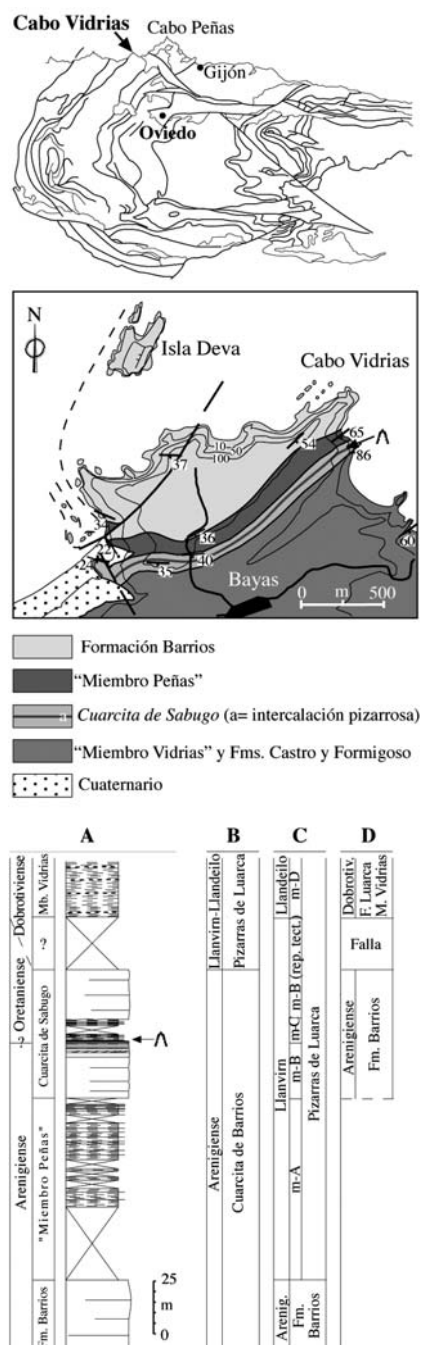 Cabo Peñas
Cabo Vidrias
Gijón
Oviedo
N
Isla Deva
Cabo Vidrias
10
50
100
37
54
65
86
34
22
24
36
35
40
60
Bayas
0 m 500
Formación Barrios
"Miembro Peñas"
a Cuarcita de Sabugo (a= intercalación pizarrosa)
"Miembro Vidrias" y Fms. Castro y Formigoso
Cuaternario
A B C D
Dobrotiviense
Oretaniense
?
Arenigiense
Mb. Vidrias
?
Cuarcita de Sabugo
"Miembro Peñas"
Fm. Barrios
25
m
0
Llanvirn-Llandeilo
Arenigiense
Pizarras de Luarca
Cuarcita de Barrios
Llandeilo
Llanvirn
Arenig.
m-D
m-B (rep. tect.)
m-C
m-B
m-A
Fm.
Barrios
Pizarras de Luarca
Dobrotiv.
F. Luarca
M. Vidrias
Falla
Arenigiense
Fm. Barrios